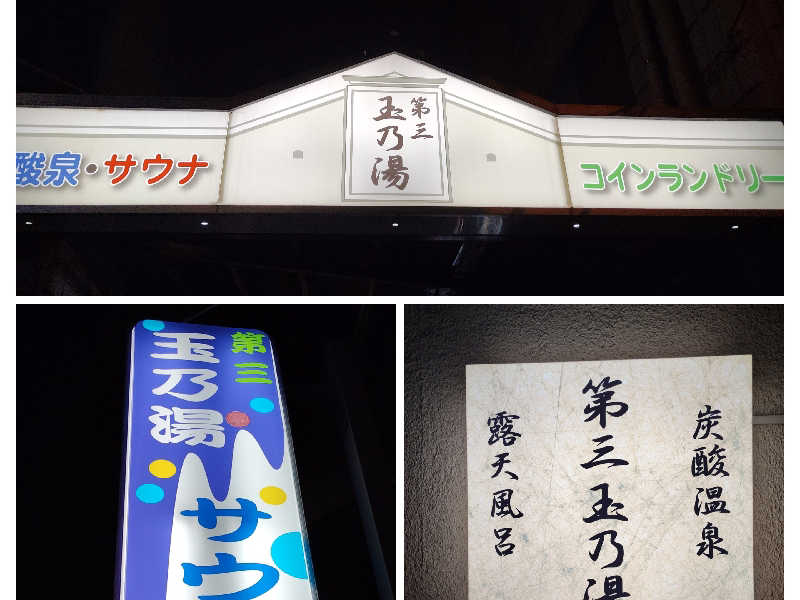 酸泉・サウナ
第三
玉乃湯
コインランドリー
第三
玉乃湯
サウ
炭酸温泉
第三玉乃湯
露天風呂